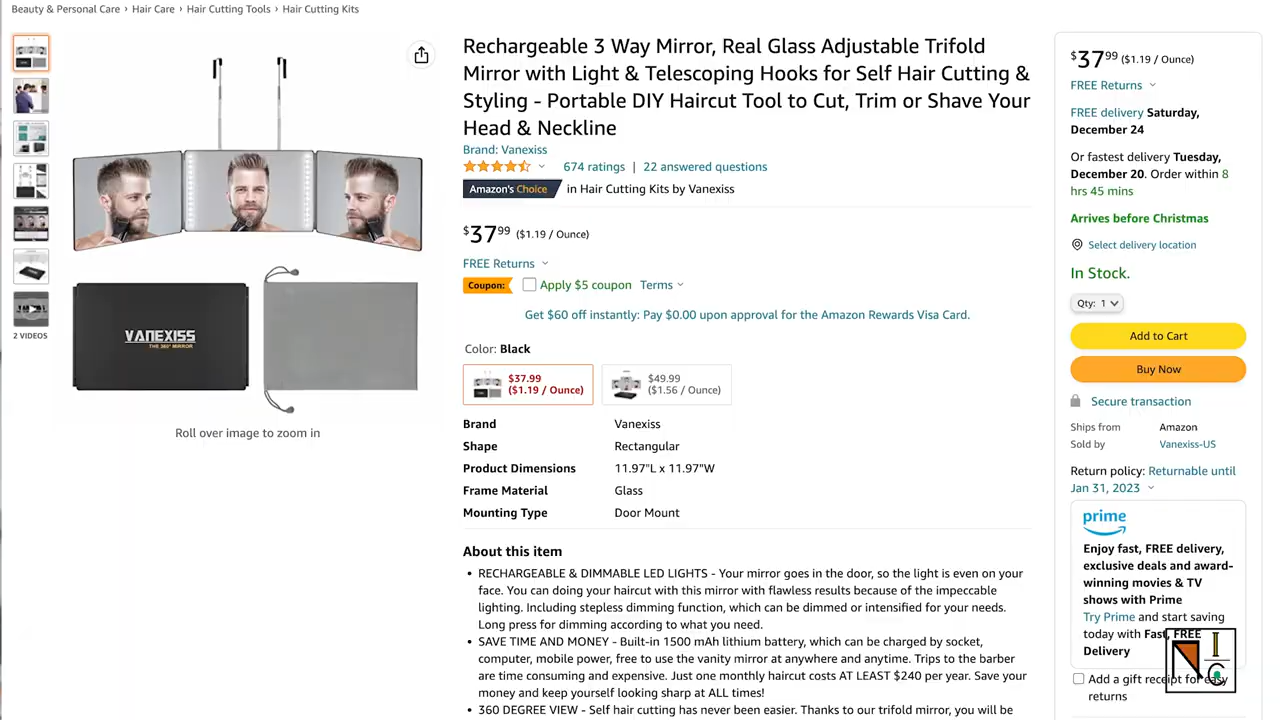 Beauty & Personal Care › Hair Care › Hair Cutting Tools › Hair Cutting Kits
2 VIDEOS
VANEXISS
THE 360° MIRROR
Roll over image to zoom in
Rechargeable 3 Way Mirror, Real Glass Adjustable Trifold
Mirror with Light & Telescoping Hooks for Self Hair Cutting &
Styling - Portable DIY Haircut Tool to Cut, Trim or Shave Your
Head & Neckline
Brand: Vanexiss
674 ratings | 22 answered questions
Amazon's Choice in Hair Cutting Kits by Vanexiss
$37.99 ($1.19 / Ounce)
FREE Returns
Coupon: Apply $5 coupon Terms
Get $60 off instantly: Pay $0.00 upon approval for the Amazon Rewards Visa Card.
Color: Black
$37.99 $49.99
($1.19 / Ounce) ($1.56 / Ounce)
Brand Vanexiss
Shape Rectangular
Product Dimensions 11.97"L x 11.97"W
Frame Material Glass
Mounting Type Door Mount
About this item
• RECHARGEABLE & DIMMABLE LED LIGHTS - Your mirror goes in the door, so the light is even on your
face. You can doing your haircut with this mirror with flawless results because of the impeccable
lighting. Including stepless dimming function, which can be dimmed or intensified for your needs.
Long press for dimming according to what you need.
• SAVE TIME AND MONEY - Built-in 1500 mAh lithium battery, which can be charged by socket,
computer, mobile power, free to use the vanity mirror at anywhere and anytime. Trips to the barber
are time consuming and expensive. Just one monthly haircut costs AT LEAST $240 per year. Save your
money and keep yourself looking sharp at ALL times!
• 360 DEGREE VIEW - Self hair cutting has never been easier. Thanks to our trifold mirror, you will be
$37 99 ($1.19 / Ounce)
FREE Returns
FREE delivery Saturday,
December 24
Or fastest delivery Tuesday,
December 20. Order within 8
hrs 45 mins
Arrives before Christmas
Select delivery location
In Stock.
Qty: 1
Add to Cart
Buy Now
Secure transaction
Ships from Amazon
Sold by Vanexiss-US
Return policy: Returnable until
Jan 31, 2023
prime
Enjoy fast, FREE delivery,
exclusive deals and award-
winning movies & TV
shows with Prime
Try Prime and start saving
today with Fast, FREE
Delivery
Add a gift receipt for easy
returns
I
C